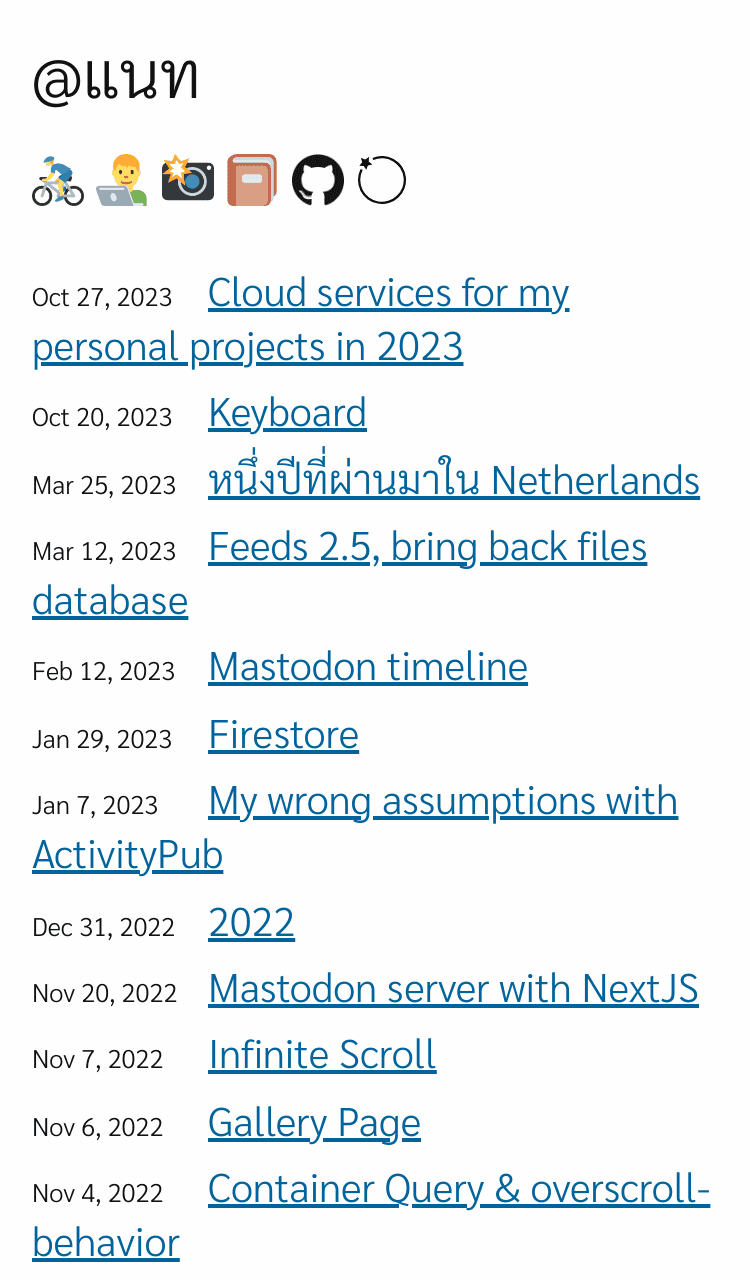 @แนท
Oct 27, 2023 Cloud services for my
personal projects in 2023
Oct 20, 2023 Keyboard
Mar 25, 2023 หนึ่งปีที่ผ่านมาใน Netherlands
Mar 12, 2023 Feeds 2.5, bring back files
database
Feb 12, 2023 Mastodon timeline
Jan 29, 2023 Firestore
Jan 7, 2023 My wrong assumptions with
ActivityPub
Dec 31, 2022 2022
Nov 20, 2022 Mastodon server with NextJS
Nov 7, 2022 Infinite Scroll
Nov 6, 2022 Gallery Page
Nov 4, 2022 Container Query & overscroll-
behavior